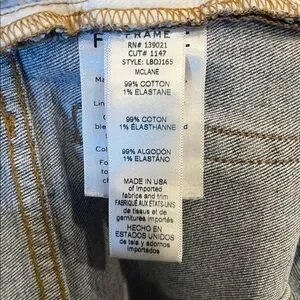 FRAME
RN# 139021
CUT# 1147
STYLE: LBOJ165
MCLANE
99% COTTON
1% ELASTANE
99% COTON
1% ELASTHANNE
99% ALGODÓN
1% ELASTANO
MADE IN USA
of imported
fabrics and trim
FABRIQUÉ AUX ÉTATS-UNIS
de tissus et de
garnitures importés
HECHO EN
ESTADOS UNIDOS
de tela y adornos
importados